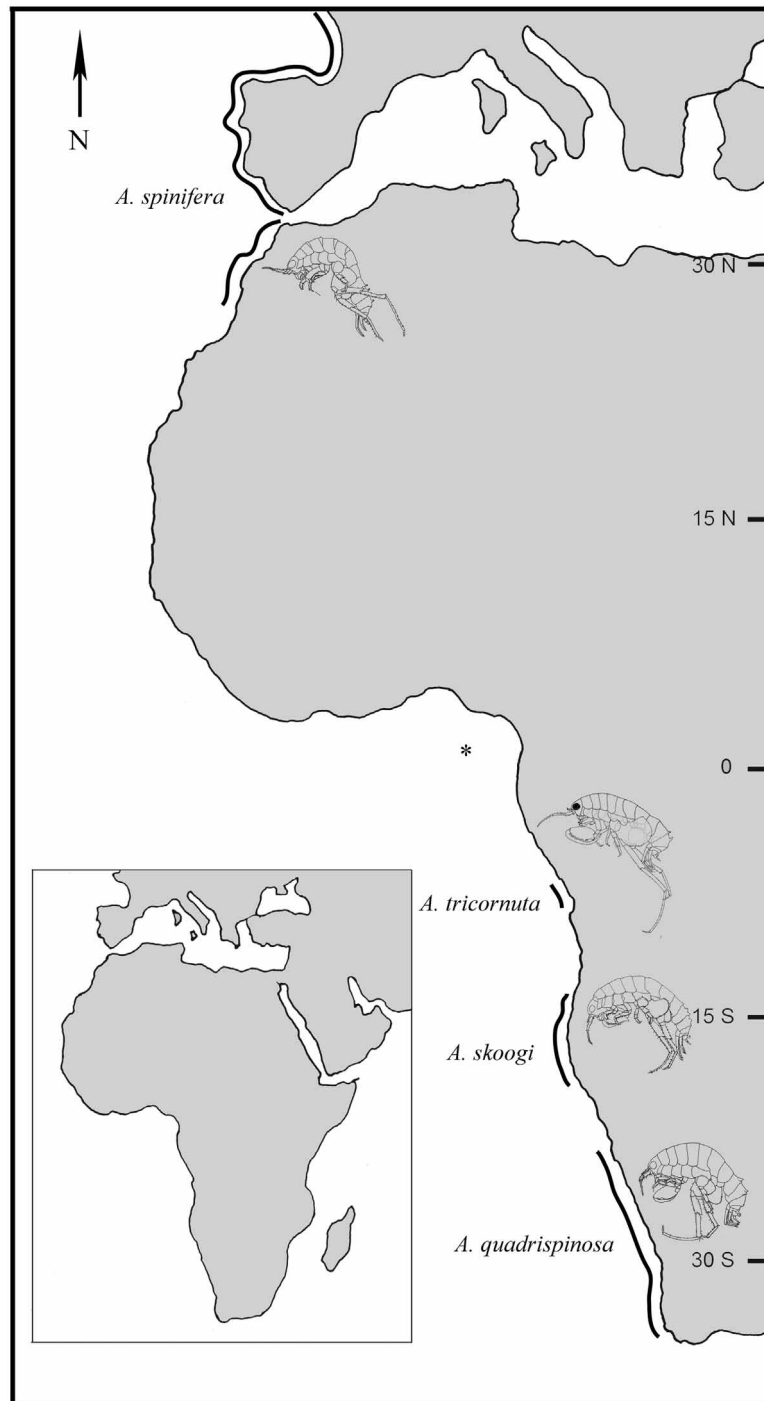 N
A. spinifera
30 N
15 N
*
0
A. tricornuta
15 S
A. skoogi
A. quadrispinosa
30 S